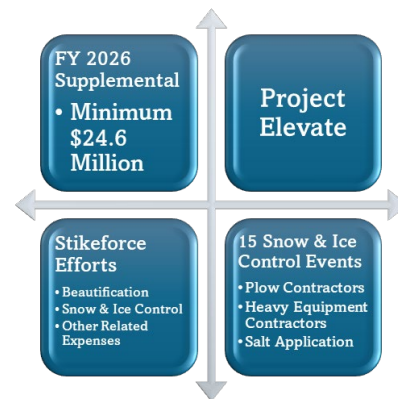 FY 2026
Supplemental
• Minimum
$24.6
Million
Project
Elevate
Stikeforce
Efforts
• Beautification
• Snow & Ice Control
• Other Related
Expenses
15 Snow & Ice
Control Events
• Plow Contractors
• Heavy Equipment
Contractors
• Salt Application